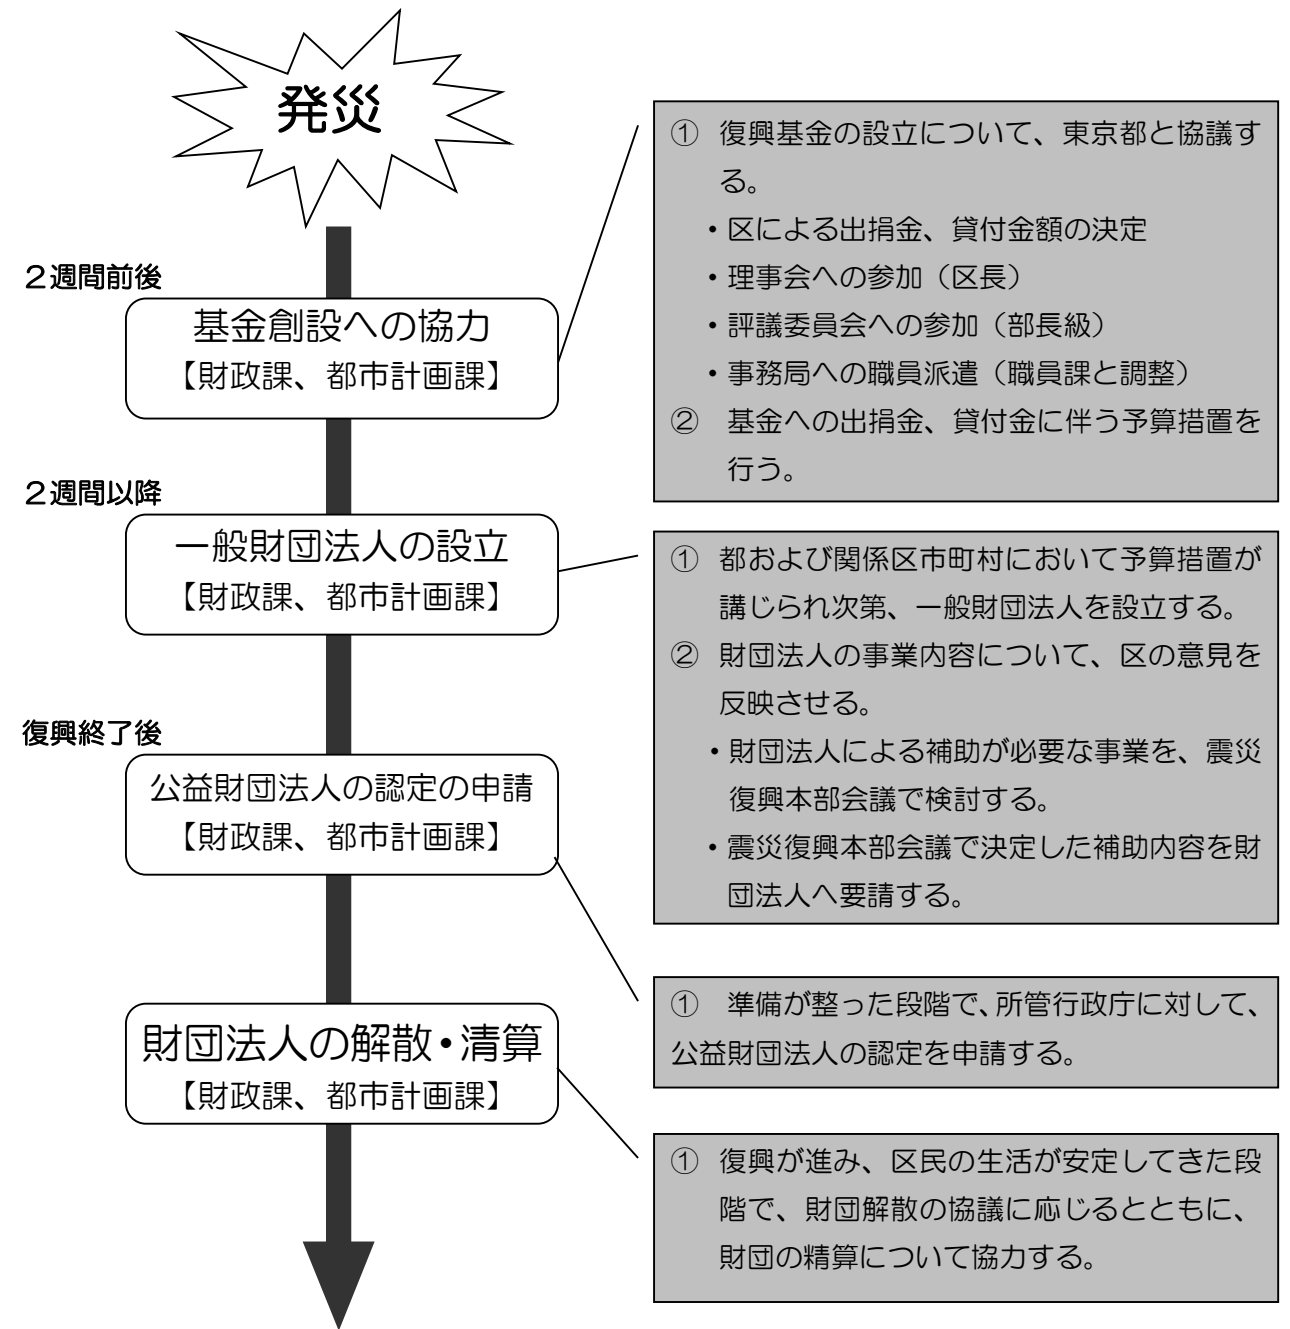 発災
２週間前後
基金創設への協力
【財政課、都市計画課】
① 復興基金の設立について、東京都と協議す
る。
・区による出捐金、貸付金額の決定
・理事会への参加（区長）
・評議委員会への参加（部長級）
・事務局への職員派遣（職員課と調整）
② 基金への出捐金、貸付金に伴う予算措置を
行う。
２週間以降
一般財団法人の設立
【財政課、都市計画課】
① 都および関係区市町村において予算措置が
講じられ次第、一般財団法人を設立する。
② 財団法人の事業内容について、区の意見を
反映させる。
・財団法人による補助が必要な事業を、震災
復興本部会議で検討する。
・震災復興本部会議で決定した補助内容を財
団法人へ要請する。
復興終了後
公益財団法人の認定の申請
【財政課、都市計画課】
① 準備が整った段階で、所管行政庁に対して、
公益財団法人の認定を申請する。
財団法人の解散・清算
【財政課、都市計画課】
① 復興が進み、区民の生活が安定してきた段
階で、財団解散の協議に応じるとともに、
財団の精算について協力する。